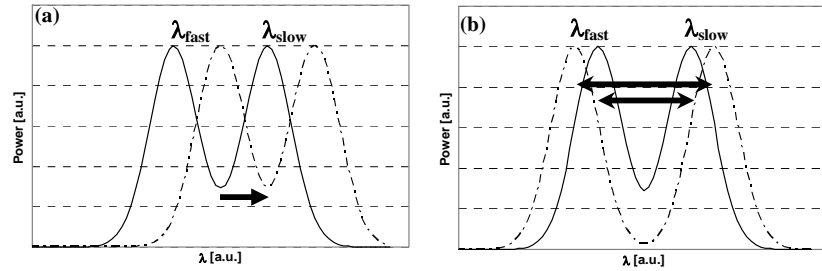 (a)
λfast
λslow
Power [a.u.]
λ [a.u.]
(b)
λfast
λslow
Power [a.u.]
λ [a.u.]